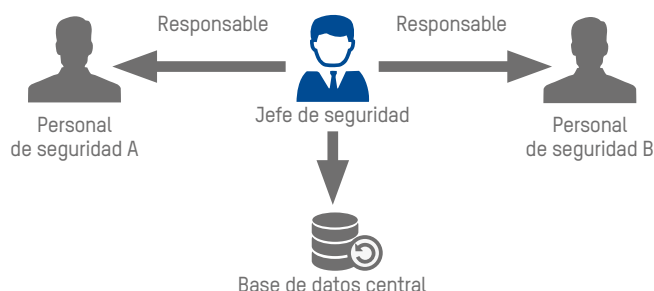 Responsable
Responsable
Jefe de seguridad
Personal
de seguridad A
Personal
de seguridad B
Base de datos central